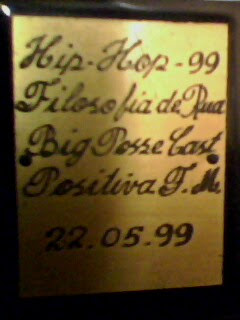 Hip-Hop-99
Filosofia de Rua
Big Posse Cast
Positiva F.M.
22.05.99